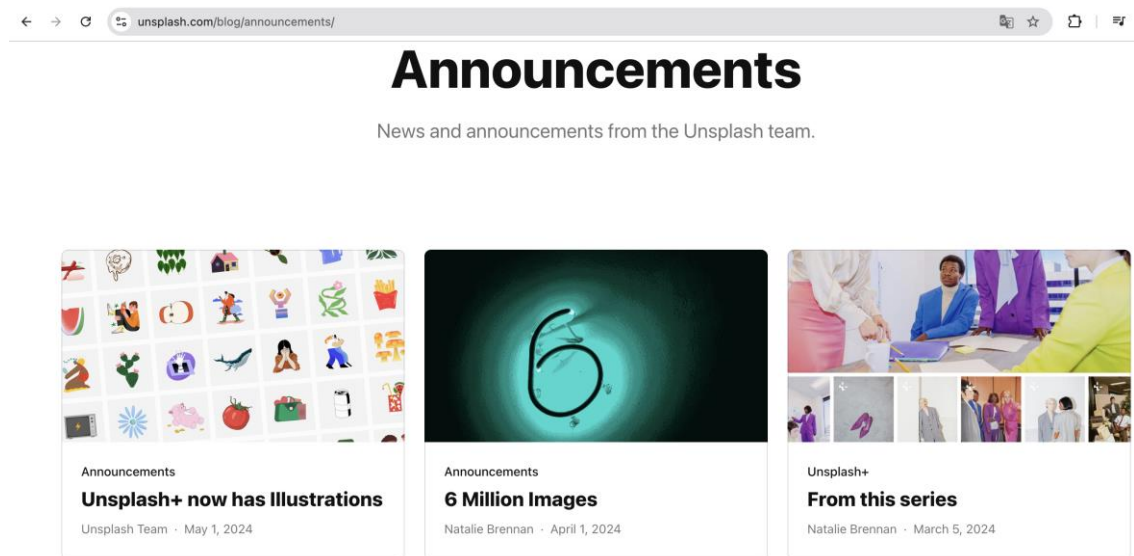 unsplash.com/blog/announcements/
Announcements
News and announcements from the Unsplash team.
6
Announcements
Unsplash+ now has Illustrations
Unsplash Team · May 1, 2024
Announcements
6 Million Images
Natalie Brennan · April 1, 2024
Unsplash+
From this series
Natalie Brennan · March 5, 2024